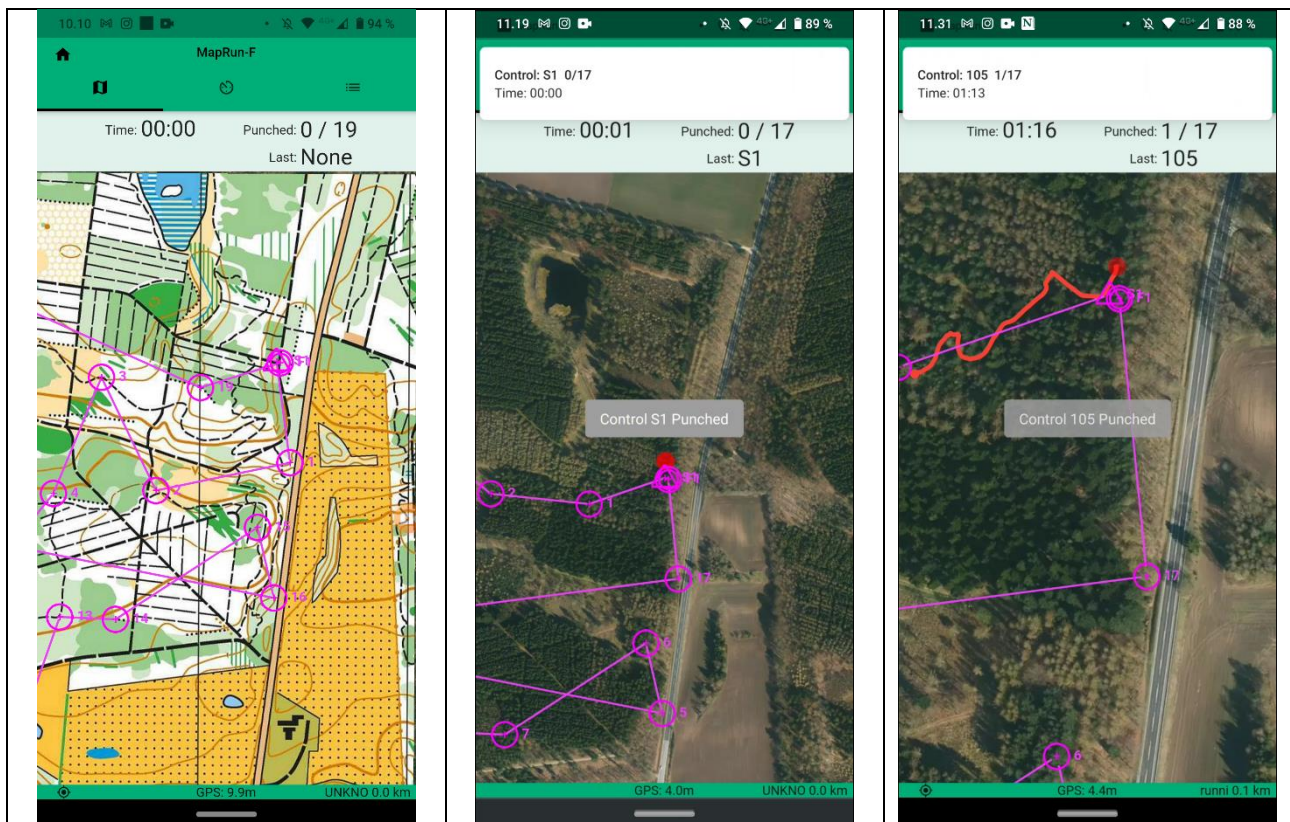 10.10 94 %
MapRun-F
Time: 00:00 Punched: 0 / 19
Last: None
3
19
S1
1
4
2
15
16
13
14
GPS: 9.9m UNKNO 0.0 km
11.19 4G+ 89 %
Control: S1 0/17
Time: 00:00
Time: 00:01 Punched: 0 / 17
Last: S1
Control S1 Punched
2
1
17
6
5
7
GPS: 4.0m UNKNO 0.0 km
11.31 N 4G+ 88 %
Control: 105 1/17
Time: 01:13
Time: 01:16 Punched: 1 / 17
Last: 105
F1
Control 105 Punched
17
6
GPS: 4.4m runni 0.1 km